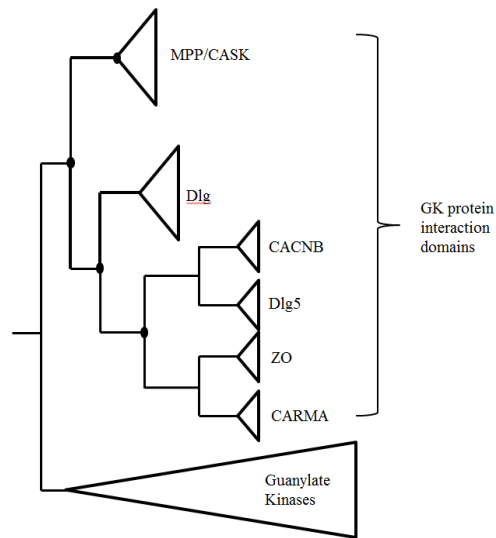 MPP/CASK
Dlg
GK protein
interaction
domains
CACNB
Dlg5
ZO
CARMA
Guanylate
Kinases